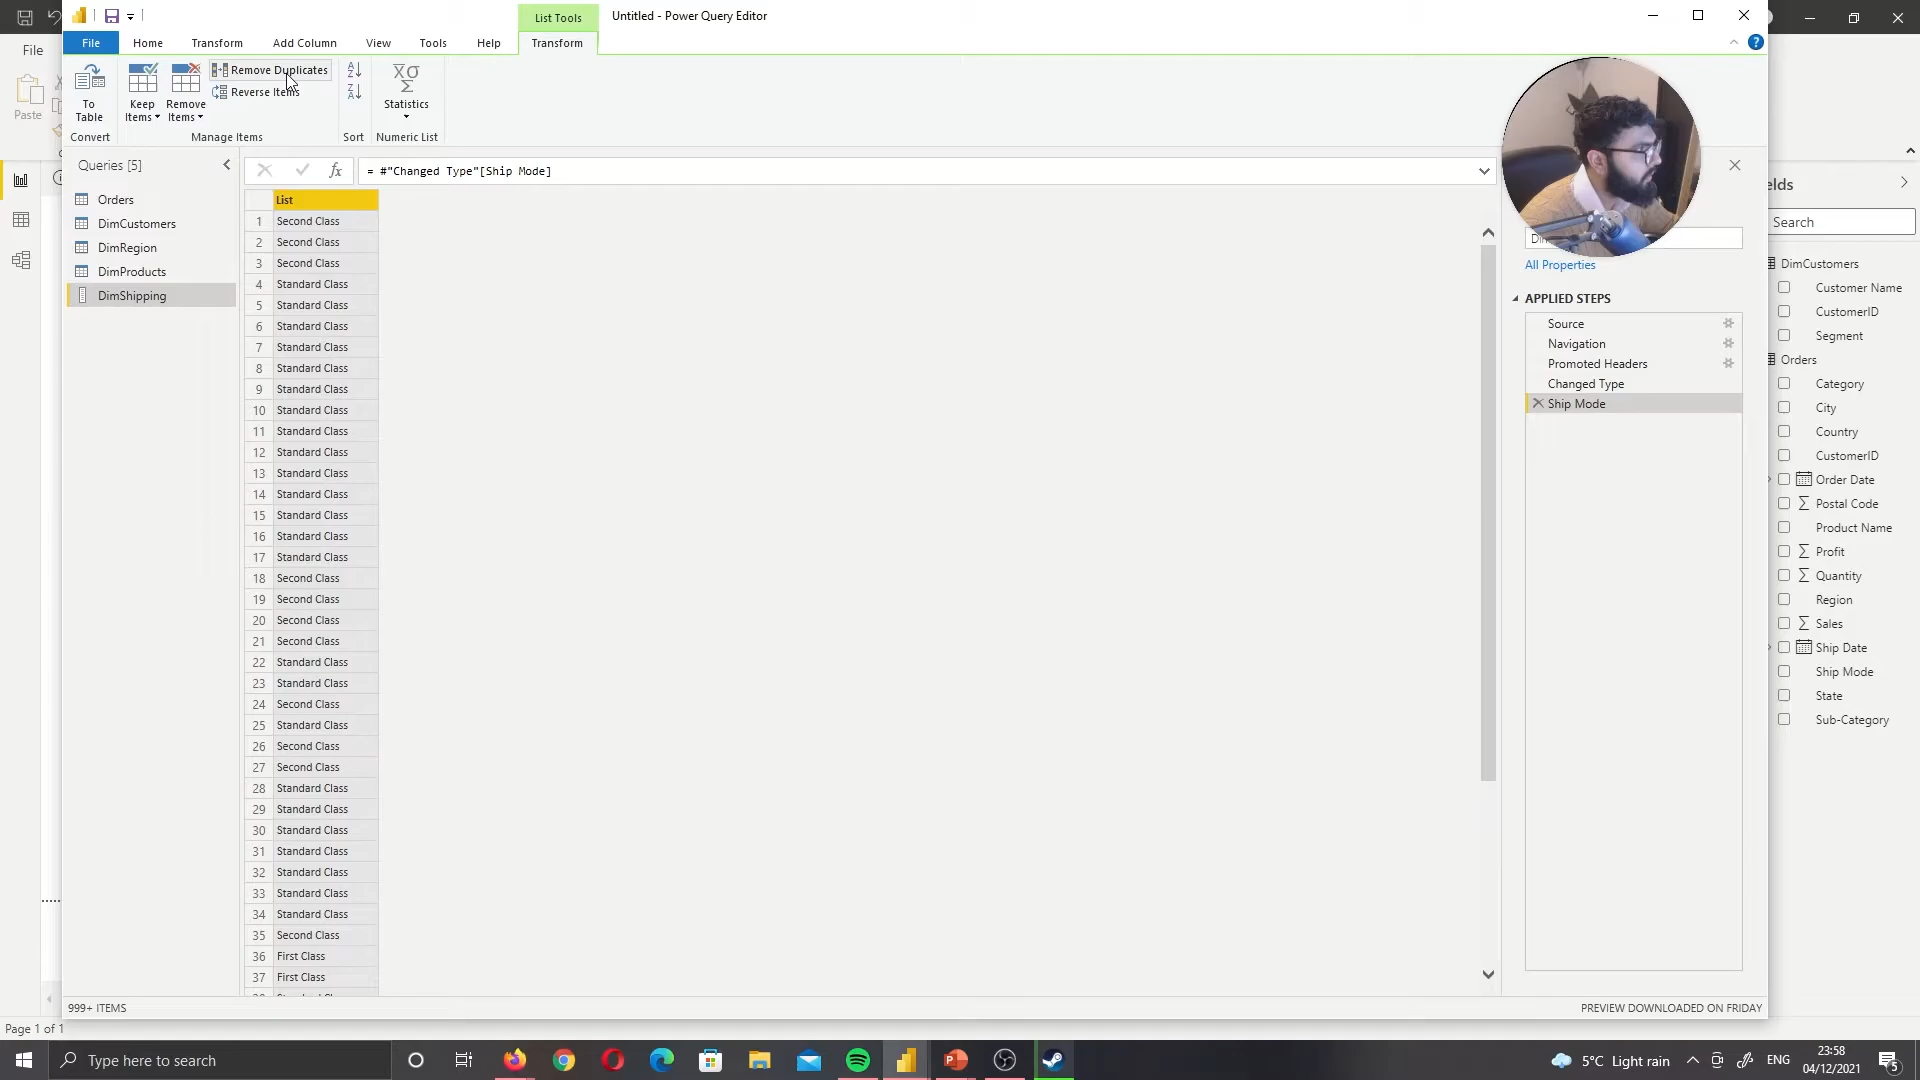 File
Paste
List Tools
Untitled - Power Query Editor
File
Home
Transform
Add Column
View
Tools
Help
Transform
To
Table
Keep
Items
Remove
Items
Remove Duplicates
Reverse Items
Statistics
Convert
Manage Items
Sort
Numeric List
Queries [5]
Orders
DimCustomers
DimRegion
DimProducts
DimShipping
= #"Changed Type"[Ship Mode]
List
1 Second Class
2 Second Class
3 Second Class
4 Standard Class
5 Standard Class
6 Standard Class
7 Standard Class
8 Standard Class
9 Standard Class
10 Standard Class
11 Standard Class
12 Standard Class
13 Standard Class
14 Standard Class
15 Standard Class
16 Standard Class
17 Standard Class
18 Second Class
19 Second Class
20 Second Class
21 Second Class
22 Standard Class
23 Standard Class
24 Second Class
25 Standard Class
26 Second Class
27 Second Class
28 Standard Class
29 Standard Class
30 Standard Class
31 Standard Class
32 Standard Class
33 Standard Class
34 Standard Class
35 Second Class
36 First Class
37 First Class
999+ ITEMS
PREVIEW DOWNLOADED ON FRIDAY
All Properties
APPLIED STEPS
Source
Navigation
Promoted Headers
Changed Type
Ship Mode
Search
DimCustomers
Customer Name
CustomerID
Segment
Orders
Category
City
Country
CustomerID
Order Date
Postal Code
Product Name
Profit
Quantity
Region
Sales
Ship Date
Ship Mode
State
Sub-Category
Page 1 of 1
Type here to search
5°C Light rain
ENG
23:58
04/12/2021
5